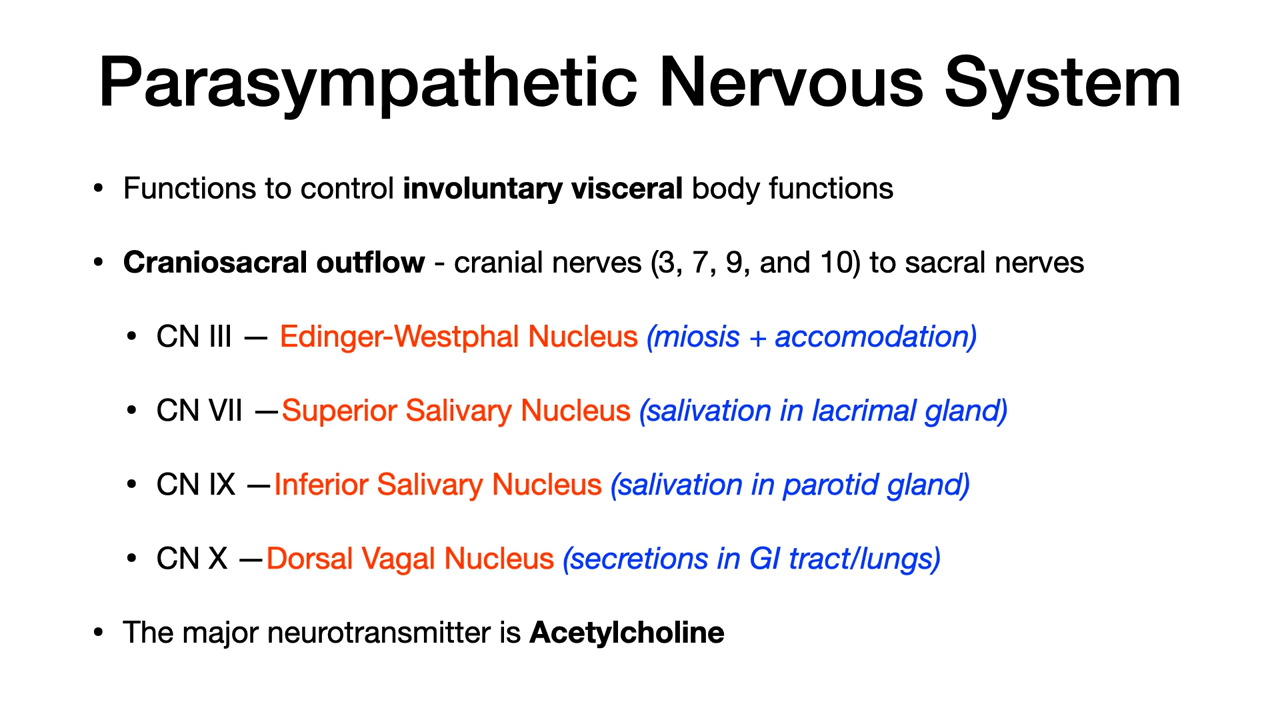 Parasympathetic Nervous System
• Functions to control involuntary visceral body functions
• Craniosacral outflow - cranial nerves (3, 7, 9, and 10) to sacral nerves
• CN III — Edinger-Westphal Nucleus (miosis + accomodation)
• CN VII —Superior Salivary Nucleus (salivation in lacrimal gland)
• CN IX —Inferior Salivary Nucleus (salivation in parotid gland)
• CN X —Dorsal Vagal Nucleus (secretions in GI tract/lungs)
• The major neurotransmitter is Acetylcholine